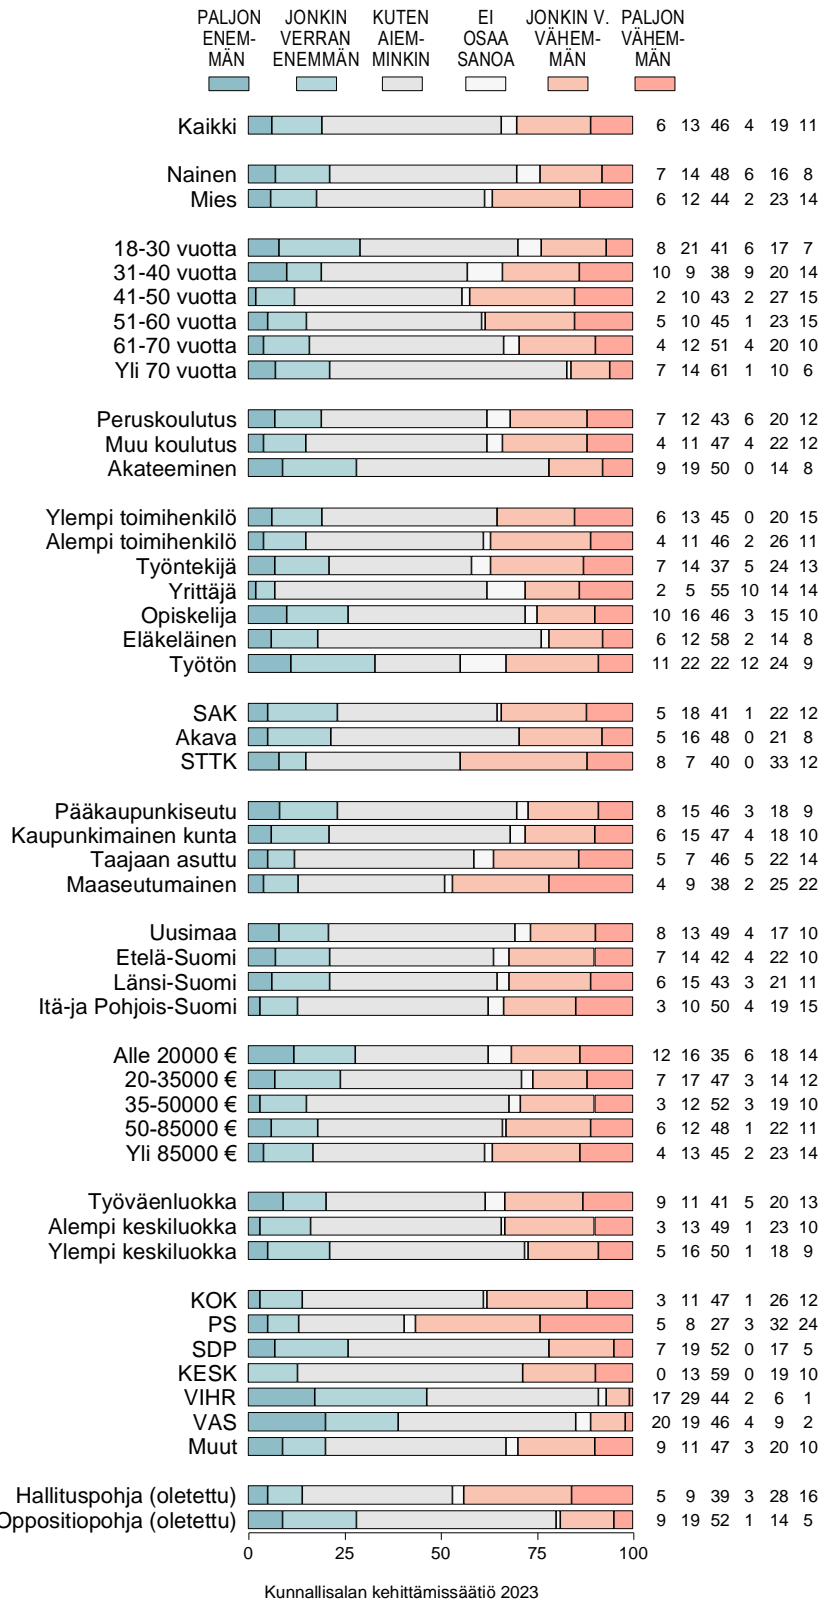 PALJON JONKIN KUTEN EI JONKIN V. PALJON
ENEM- VERRAN AIEM- OSAA VÄHEM- VÄHEM-
MÄN ENEMMÄN MINKIN SANOA MÄN MÄN
Kaikki 6 13 46 4 19 11
Nainen 7 14 48 6 16 8
Mies 6 12 44 2 23 14
18-30 vuotta 8 21 41 6 17 7
31-40 vuotta 10 9 38 9 20 14
41-50 vuotta 2 10 43 2 27 15
51-60 vuotta 5 10 45 1 23 15
61-70 vuotta 4 12 51 4 20 10
Yli 70 vuotta 7 14 61 1 10 6
Peruskoulutus 7 12 43 6 20 12
Muu koulutus 4 11 47 4 22 12
Akateeminen 9 19 50 0 14 8
Ylempi toimihenkilö 6 13 45 0 20 15
Alempi toimihenkilö 4 11 46 2 26 11
Työntekijä 7 14 37 5 24 13
Yrittäjä 2 5 55 10 14 14
Opiskelija 10 16 46 3 15 10
Eläkeläinen 6 12 58 2 14 8
Työtön 11 22 22 12 24 9
SAK 5 18 41 1 22 12
Akava 5 16 48 0 21 8
STTK 8 7 40 0 33 12
Pääkaupunkiseutu 8 15 46 3 18 9
Kaupunkimainen kunta 6 15 47 4 18 10
Taajaan asuttu 5 7 46 5 22 14
Maaseutumainen 4 9 38 2 25 22
Uusimaa 8 13 49 4 17 10
Etelä-Suomi 7 14 42 4 22 10
Länsi-Suomi 6 15 43 3 21 11
Itä-ja Pohjois-Suomi 3 10 50 4 19 15
Alle 20000 € 12 16 35 6 18 14
20-35000 € 7 17 47 3 14 12
35-50000 € 3 12 52 3 19 10
50-85000 € 6 12 48 1 22 11
Yli 85000 € 4 13 45 2 23 14
Työväenluokka 9 11 41 5 20 13
Alempi keskiluokka 3 13 49 1 23 10
Ylempi keskiluokka 5 16 50 1 18 9
KOK 3 11 47 1 26 12
PS 5 8 27 3 32 24
SDP 7 19 52 0 17 5
KESK 0 13 59 0 19 10
VIHR 17 29 44 2 6 1
VAS 20 19 46 4 9 2
Muut 9 11 47 3 20 10
Hallituspohja (oletettu) 5 9 39 3 28 16
Oppositiopohja (oletettu) 9 19 52 1 14 5
0 25 50 75 100
Kunnallisalan kehittämissäätiö 2023